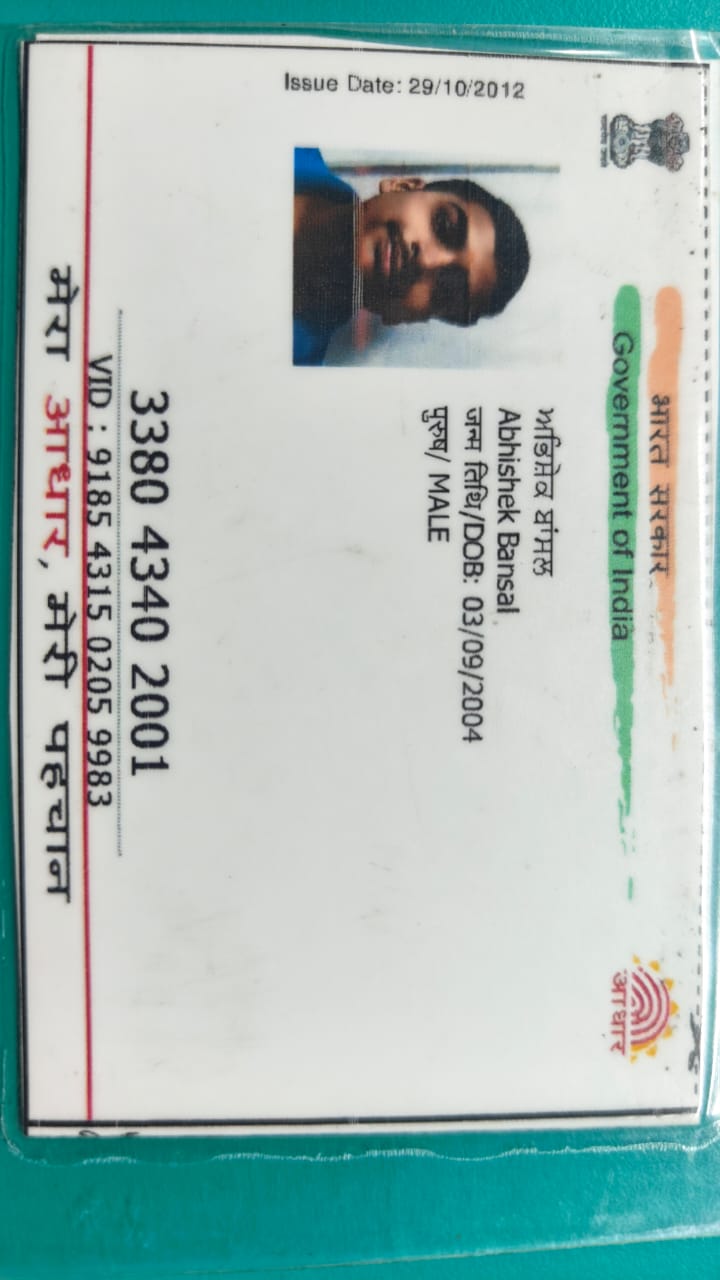 भारत सरकार
Government of India
आधार
ਅਭਿਸ਼ੇਕ ਬਾਂਸਲ
Abhishek Bansal
जन्म तिथि/DOB: 03/09/2004
पुरुष/ MALE
Issue Date: 29/10/2012
3380 4340 2001
VID : 9185 4315 0205 9983
मेरा आधार, मेरी पहचान